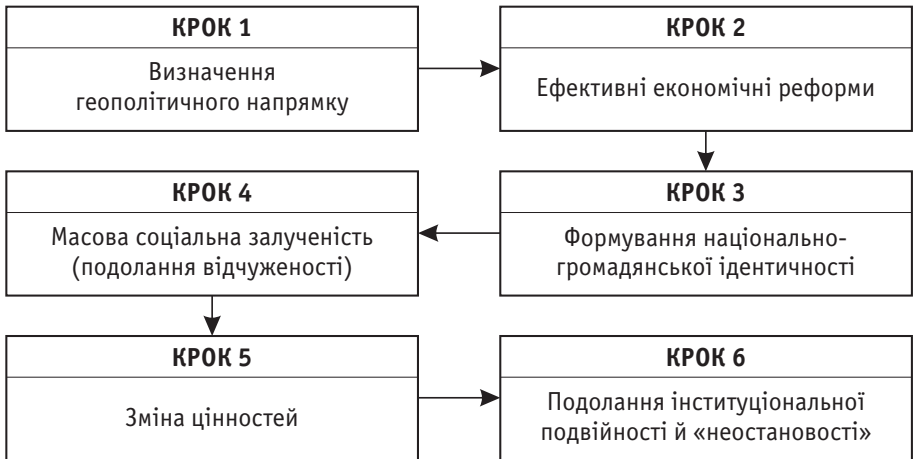 КРОК 1
Визначення
геополітичного напрямку
КРОК 2
Ефективні економічні реформи
КРОК 3
Формування національно-
громадянської ідентичності
КРОК 4
Масова соціальна залученість
(подолання відчуженості)
КРОК 5
Зміна цінностей
КРОК 6
Подолання інституціональної
подвійності й «неостановості»